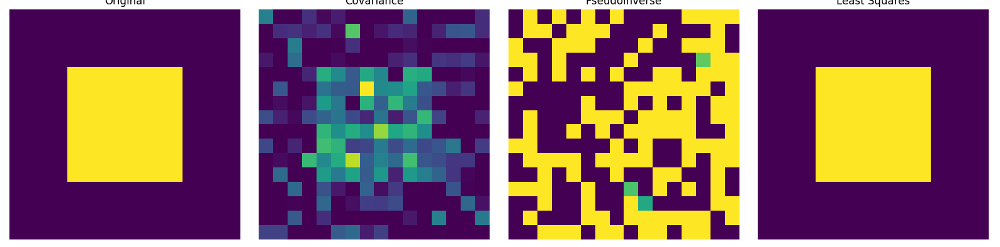 Original
Covariance
Pseudoinverse
Least Squares